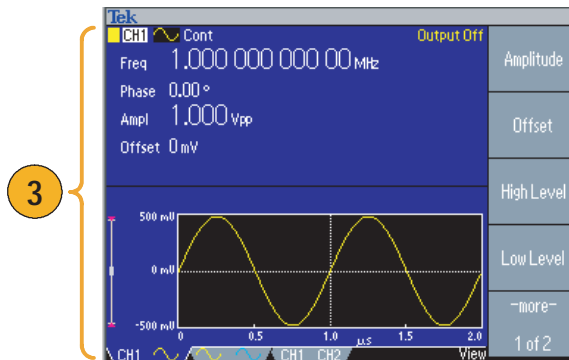 Tek
CH1 Cont Output Off
Freq 1.000 000 000 00 MHz
Phase 0.00 °
Ampl 1.000 Vpp
Offset 0 mV
Amplitude
Offset
High Level
Low Level
-more-
1 of 2
3
500 mV
0 mV
-500 mV
0 0.5 1.0 1.5 2.0
µs
CH1 CH1 CH2 View